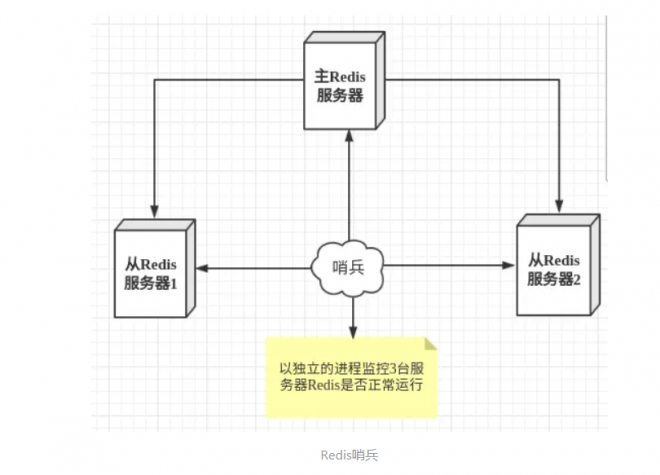 主Redis
服务器
从Redis
服务器1
哨兵
从Redis
服务器2
以独立的进程监控3台服
务器Redis是否正常运行
Redis哨兵